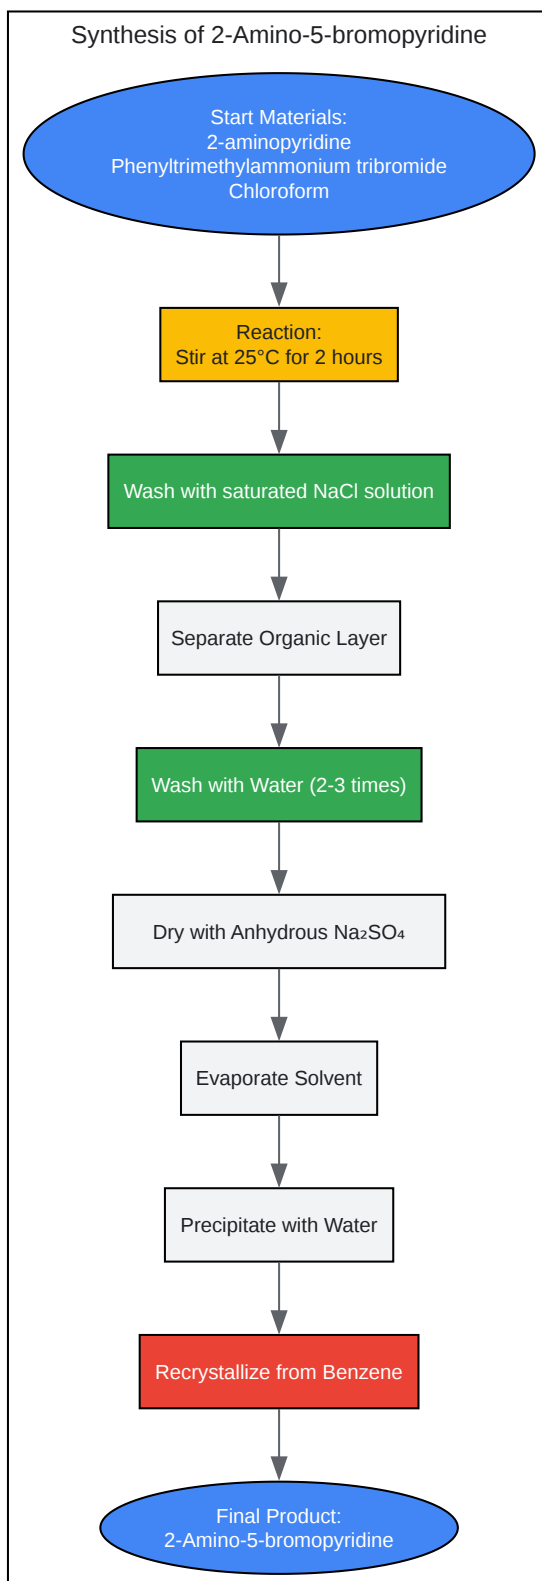 Synthesis of 2-Amino-5-bromopyridine
Start Materials:
2-aminopyridine
Phenyltrimethylammonium tribromide
Chloroform
Reaction:
Stir at 25°C for 2 hours
Wash with saturated NaCl solution
Separate Organic Layer
Wash with Water (2-3 times)
Dry with Anhydrous Na₂SO₄
Evaporate Solvent
Precipitate with Water
Recrystallize from Benzene
Final Product:
2-Amino-5-bromopyridine